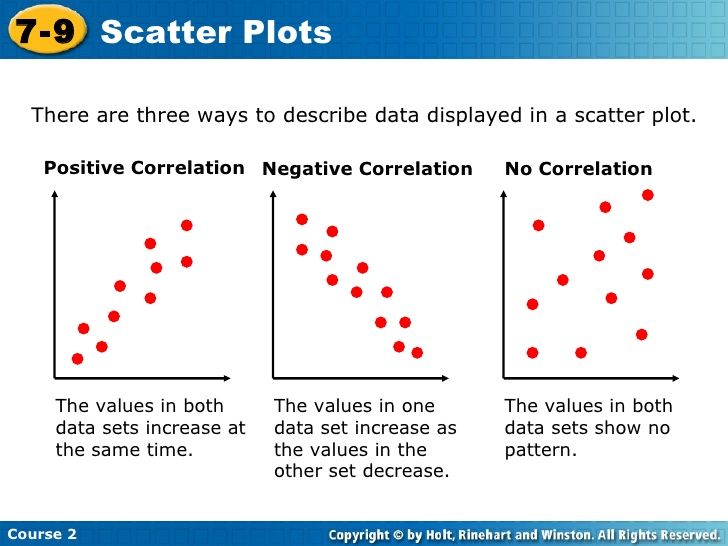 7-9 Scatter Plots
There are three ways to describe data displayed in a scatter plot.
Positive Correlation
Negative Correlation
No Correlation
The values in both
data sets increase at
the same time.
The values in one
data set increase as
the values in the
other set decrease.
The values in both
data sets show no
pattern.
Course 2
Copyright © by Holt, Rinehart and Winston. All Rights Reserved.